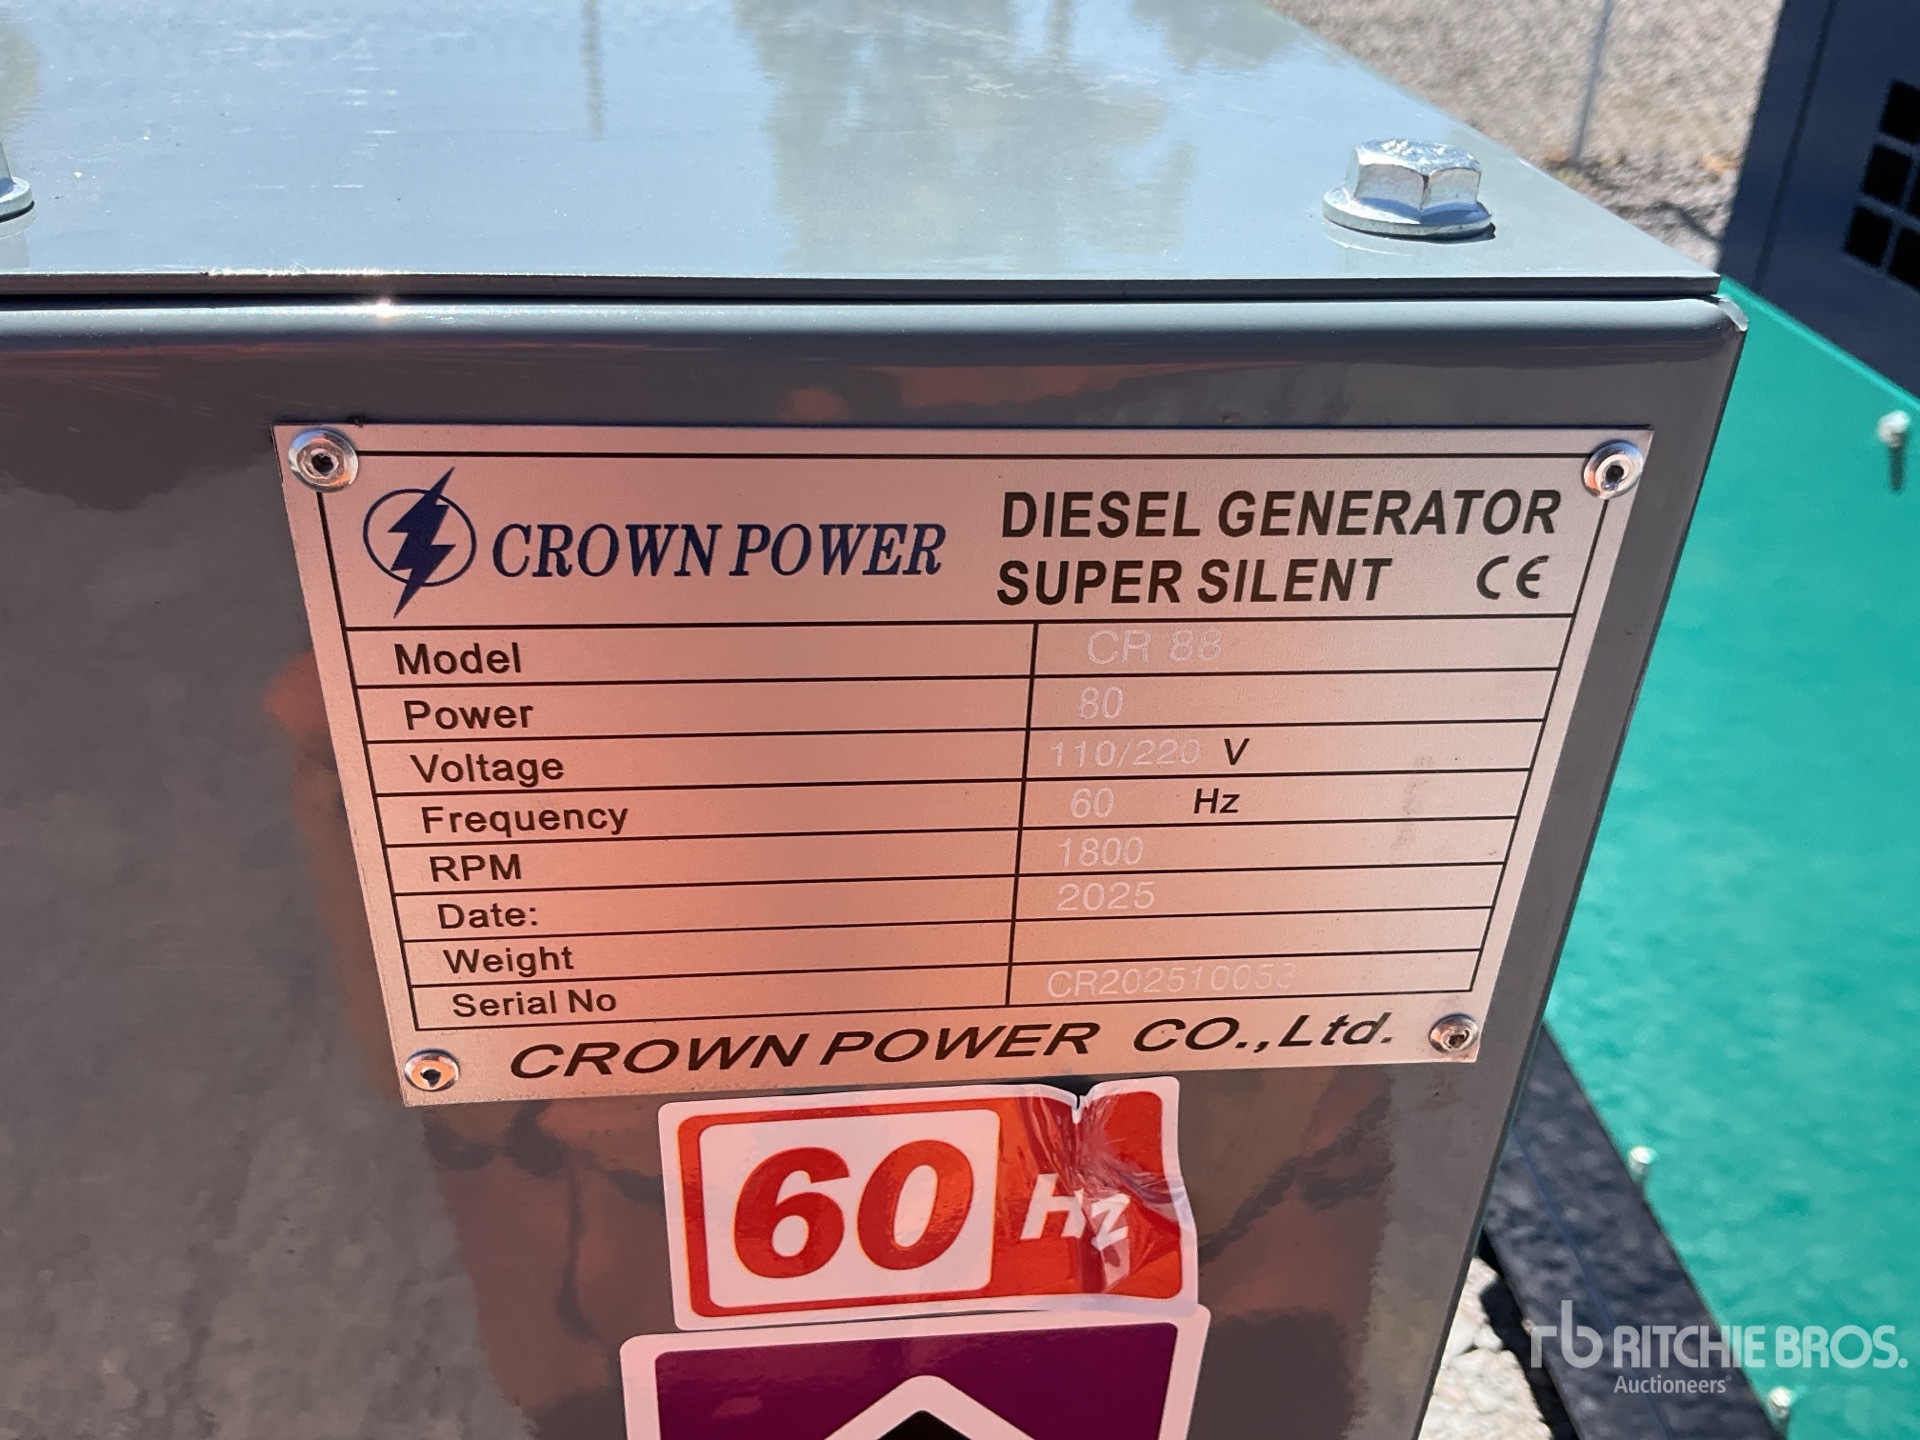 CROWN POWER
DIESEL GENERATOR
SUPER SILENT CE
Model CR 88
Power 80
Voltage 110/220 V
Frequency 60 Hz
RPM 1800
Date: 2025
Weight
Serial No CR202510053
CROWN POWER CO.,Ltd.
60 Hz
rb RITCHIE BROS.
Auctioneers